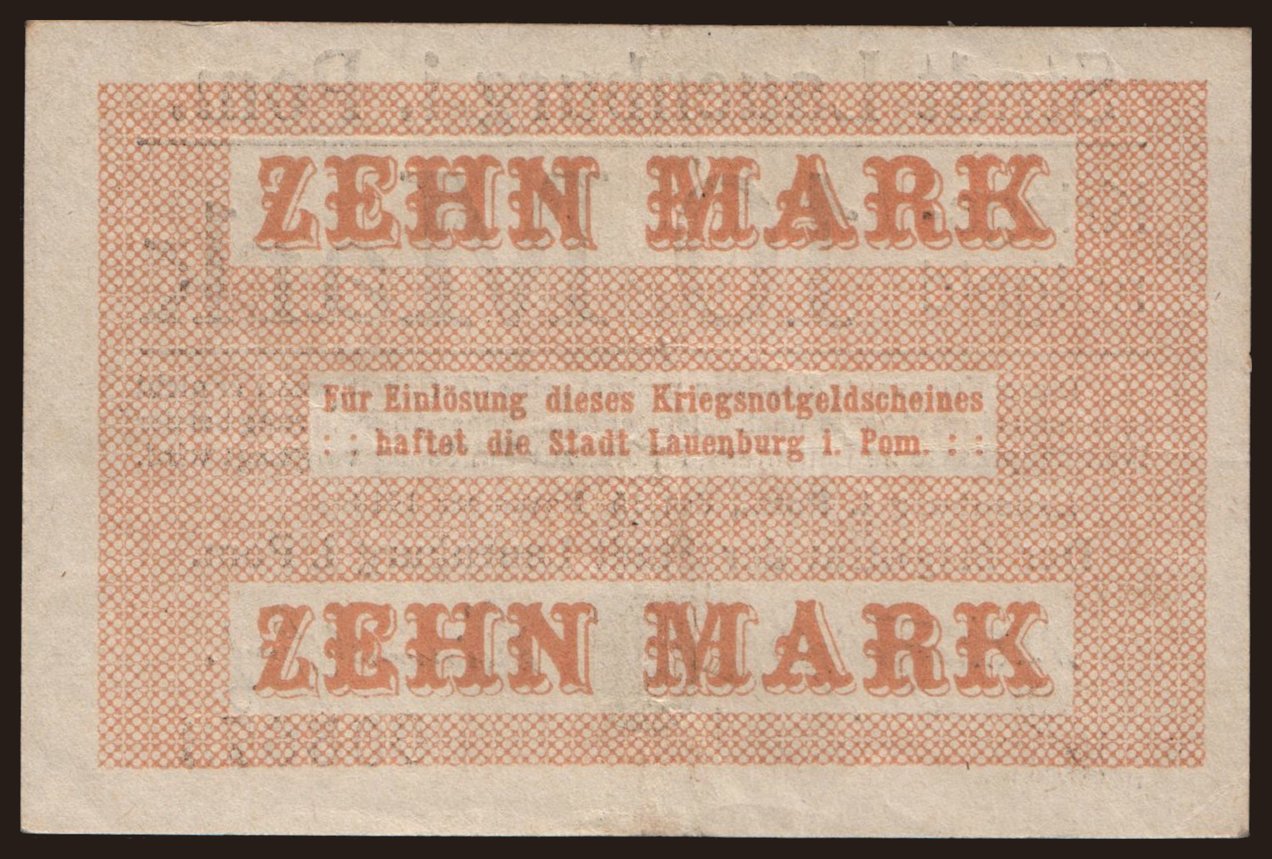 ZEHN MARK
Für Einlösung dieses Kriegsnotgeldscheines
: : haftet die Stadt Lauenburg i. Pom. : :
ZEHN MARK